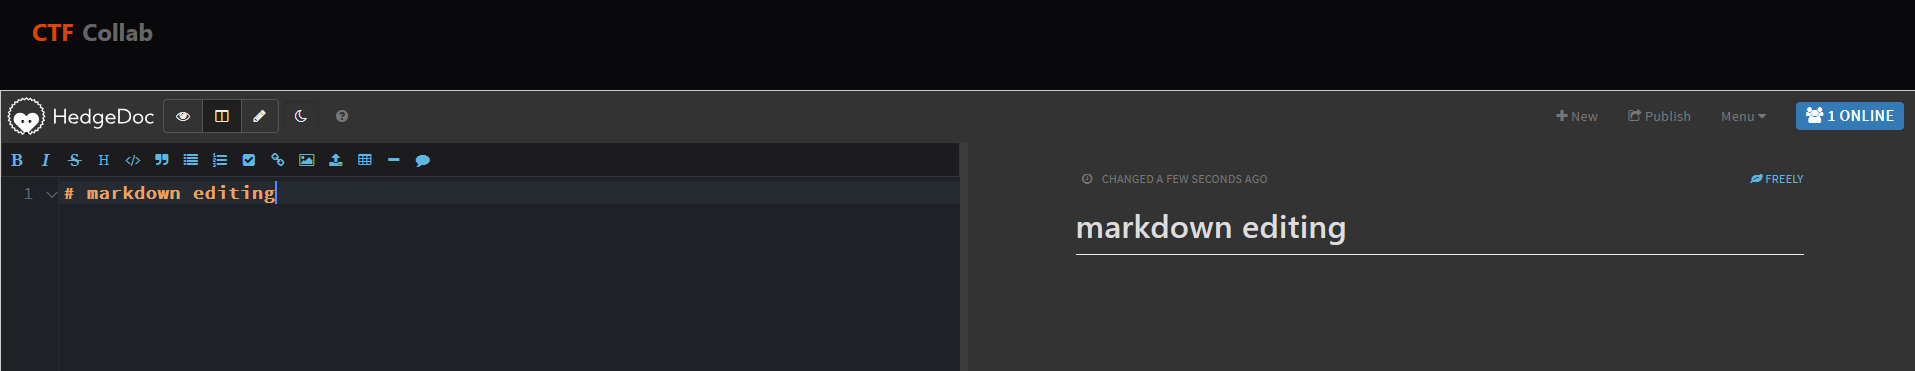 CTF Collab
HedgeDoc
New
Publish
Menu
1 ONLINE
B I S H </>
1 # markdown editing
CHANGED A FEW SECONDS AGO
FREELY
markdown editing